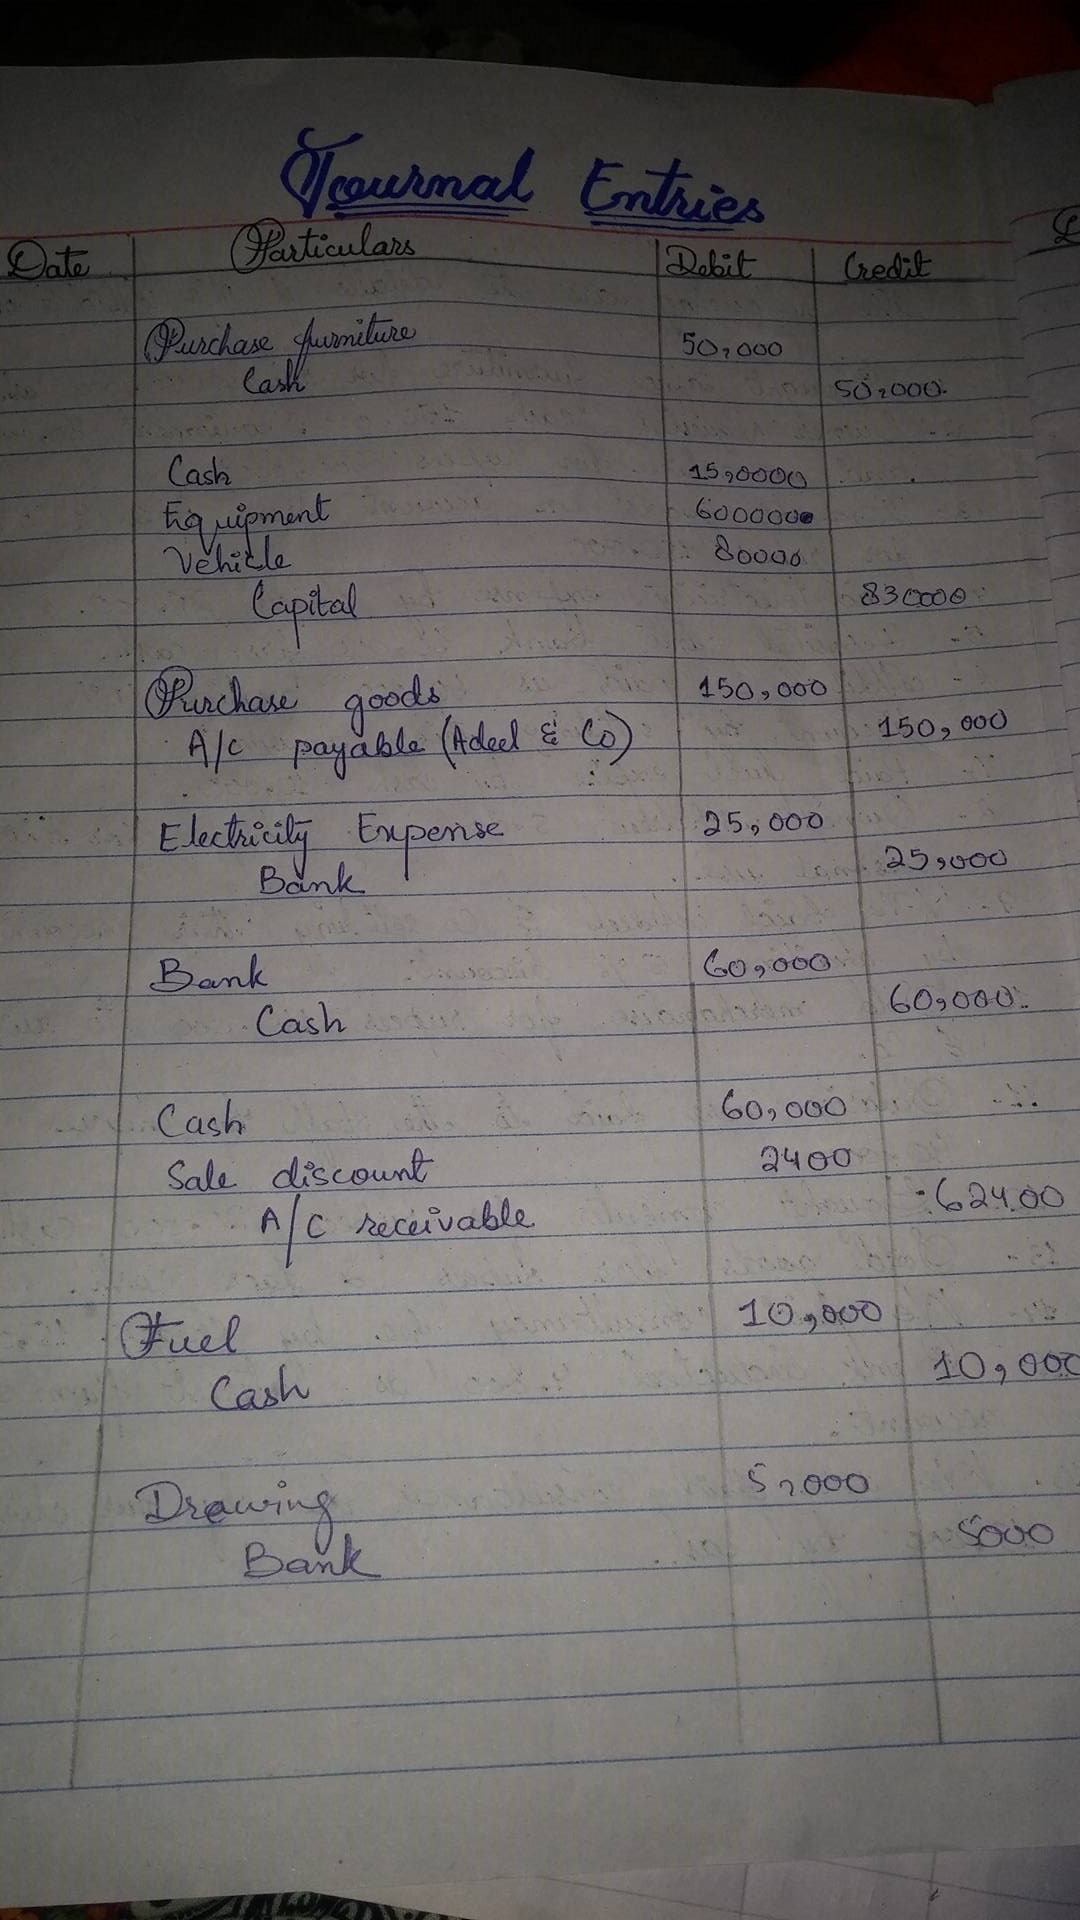 Journal Entries
Date Particulars Debit Credit
Purchase furniture 50,000
Cash 50,000
Cash 15,0000
Equipment 6000000
Vehicle 80000
Capital 830000
Purchase goods 150,000
A/C payable (Adeel & Co) 150,000
Electricity Expense 25,000
Bank 25,000
Bank 60,000
Cash 60,000
Cash 60,000
Sale discount 2400
A/C receivable 62400
Fuel 10,000
Cash 10,000
Drawing 5,000
Bank 5000